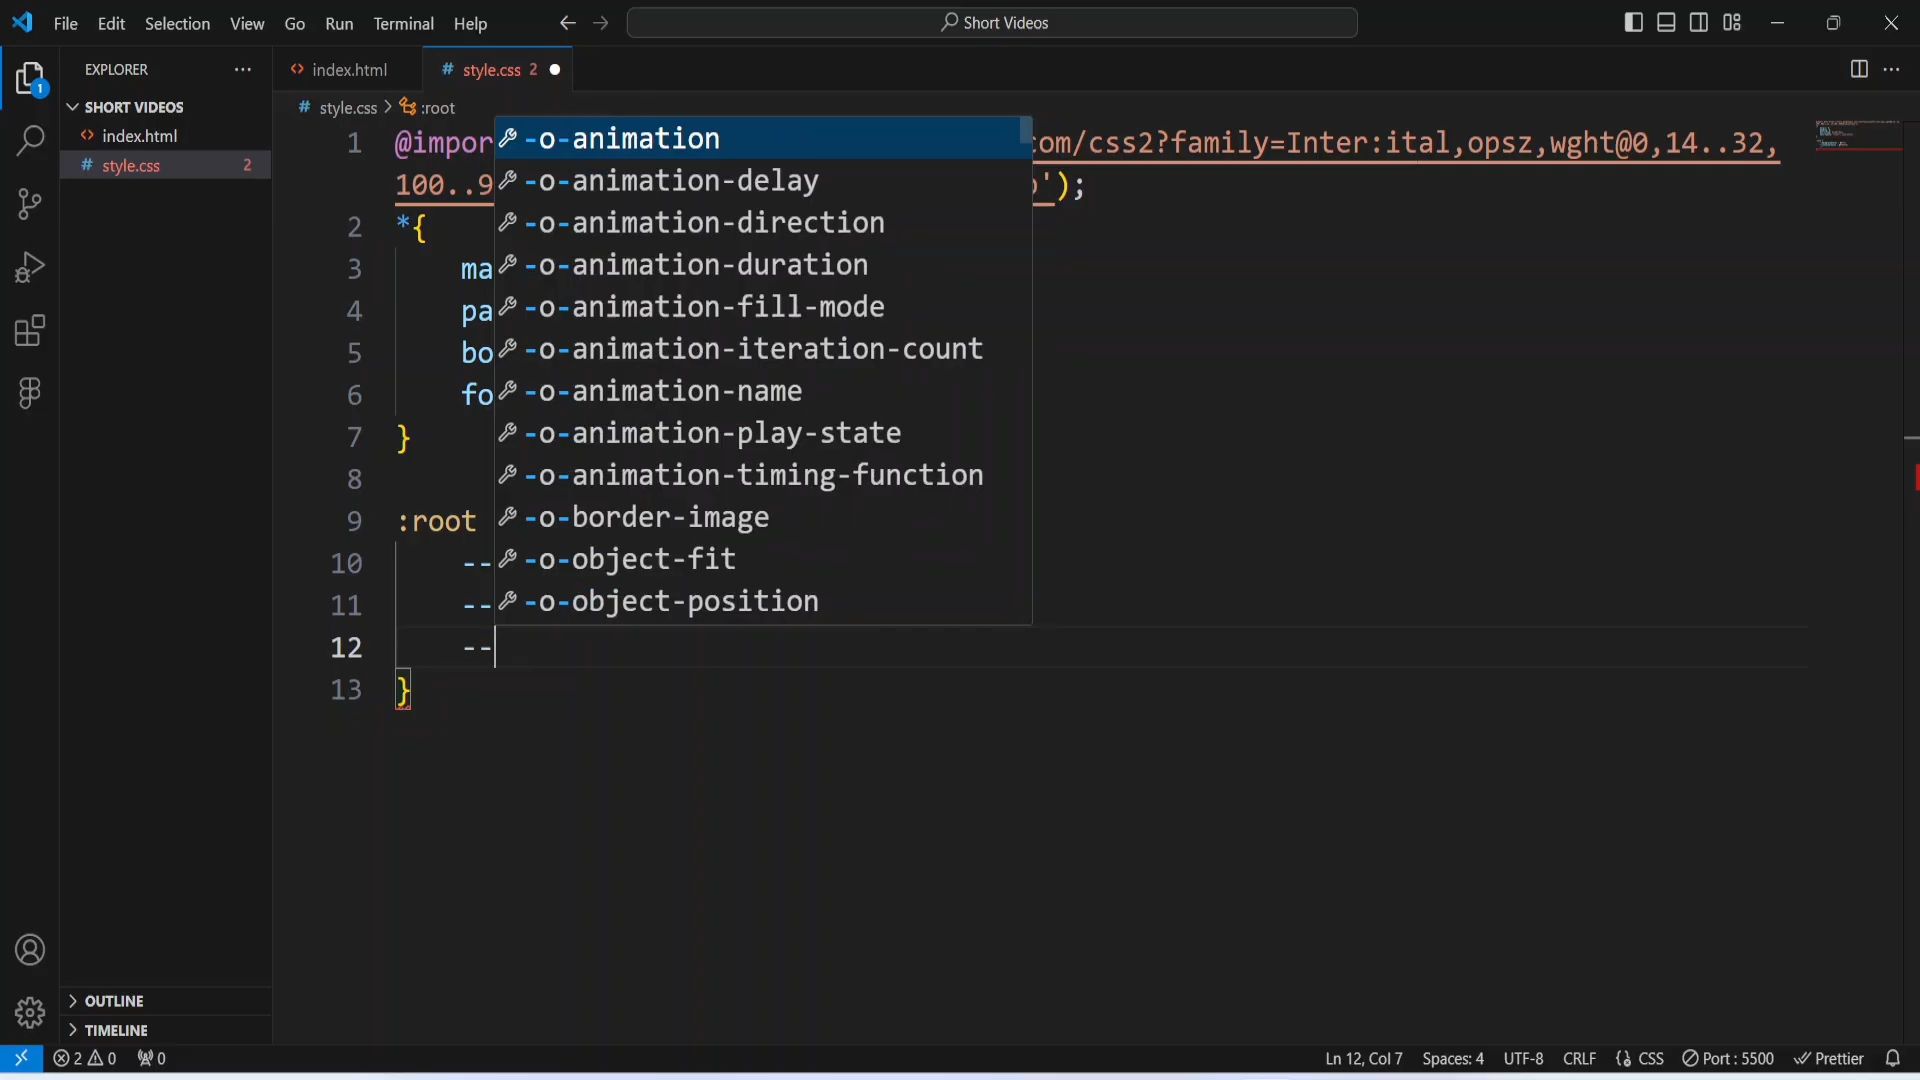 File Edit Selection View Go Run Terminal Help
Short Videos
EXPLORER
1
SHORT VIDEOS
index.html
# style.css 2
OUTLINE
TIMELINE
index.html
# style.css 2
# style.css > :root
1 @impor om/css2?family=Inter:ital,opsz,wght@0,14..32,
100..9 ');
2 *{
3 ma
4 pa
5 bo
6 fo
7 }
8
9 :root
10 --
11 --
12 --
13 }
-o-animation
-o-animation-delay
-o-animation-direction
-o-animation-duration
-o-animation-fill-mode
-o-animation-iteration-count
-o-animation-name
-o-animation-play-state
-o-animation-timing-function
-o-border-image
-o-object-fit
-o-object-position
2 0 0
Ln 12, Col 7 Spaces: 4 UTF-8 CRLF CSS Port : 5500 Prettier